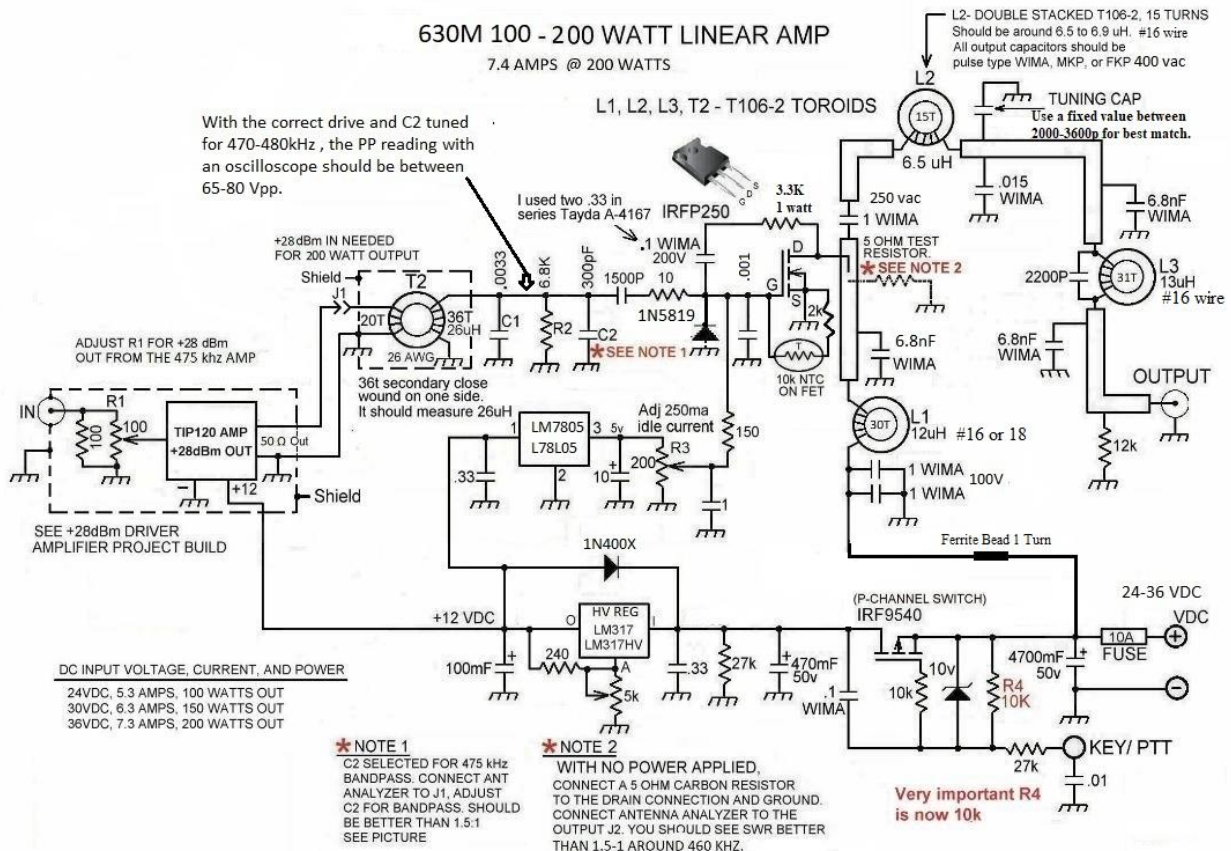 630M 100 - 200 WATT LINEAR AMP
7.4 AMPS @ 200 WATTS
L2- DOUBLE STACKED T106-2, 15 TURNS
Should be around 6.5 to 6.9 uH. #16 wire
All output capacitors should be
pulse type WIMA, MKP, or FKP 400 vac
L1, L2, L3, T2 - T106-2 TOROIDS
L2
15T
6.5 uH
TUNING CAP
Use a fixed value between
2000-3600p for best match.
With the correct drive and C2 tuned
for 470-480kHz , the PP reading with
an oscilloscope should be between
65-80 Vpp.
G
D
S
IRFP250
3.3K
1 watt
250 vac
1 WIMA
.015
WIMA
6.8nF
WIMA
I used two .33 in
series Tayda A-4167
.1 WIMA
200V
5 OHM TEST
RESISTOR.
*SEE NOTE 2
+28dBm IN NEEDED
FOR 200 WATT OUTPUT
Shield
J1
T2
20T
36T
26uH
26 AWG
.0033
C1
6.8K
R2
300pF
C2
*SEE NOTE 1
1500P
10
1N5819
.001
D
G
S
2k
T
10k NTC
ON FET
2200P
31T
L3
13uH
#16 wire
6.8nF
WIMA
6.8nF
WIMA
36t secondary close
wound on one side.
It should measure 26uH
ADJUST R1 FOR +28 dBm
OUT FROM THE 475 khz AMP
IN
R1
100
100
TIP120 AMP
+28dBm OUT
50 Ω Out
-
+12
Shield
SEE +28dBm DRIVER
AMPLIFIER PROJECT BUILD
1
LM7805
L78L05
3
5v
2
.33
+
10
Adj 250ma
idle current
R3
200
150
.1
30T
L1
12uH
#16 or 18
1 WIMA
1 WIMA
100V
OUTPUT
12k
Ferrite Bead 1 Turn
1N400X
+12 VDC
O
HV REG
LM317
LM317HV
I
A
100mF
+
240
5k
.33
27k
+
470mF
50v
.1
WIMA
(P-CHANNEL SWITCH)
IRF9540
10v
10k
R4
10K
24-36 VDC
VDC
10A
FUSE
+
4700mF
50v
+
-
KEY/ PTT
27k
.01
Very important R4
is now 10k
DC INPUT VOLTAGE, CURRENT, AND POWER
24VDC, 5.3 AMPS, 100 WATTS OUT
30VDC, 6.3 AMPS, 150 WATTS OUT
36VDC, 7.3 AMPS, 200 WATTS OUT
*NOTE 1
C2 SELECTED FOR 475 kHz
BANDPASS. CONNECT ANT
ANALYZER TO J1, ADJUST
C2 FOR BANDPASS. SHOULD
BE BETTER THAN 1.5:1
SEE PICTURE
*NOTE 2
WITH NO POWER APPLIED,
CONNECT A 5 OHM CARBON RESISTOR
TO THE DRAIN CONNECTION AND GROUND.
CONNECT ANTENNA ANALYZER TO THE
OUTPUT J2. YOU SHOULD SEE SWR BETTER
THAN 1.5-1 AROUND 460 KHZ.